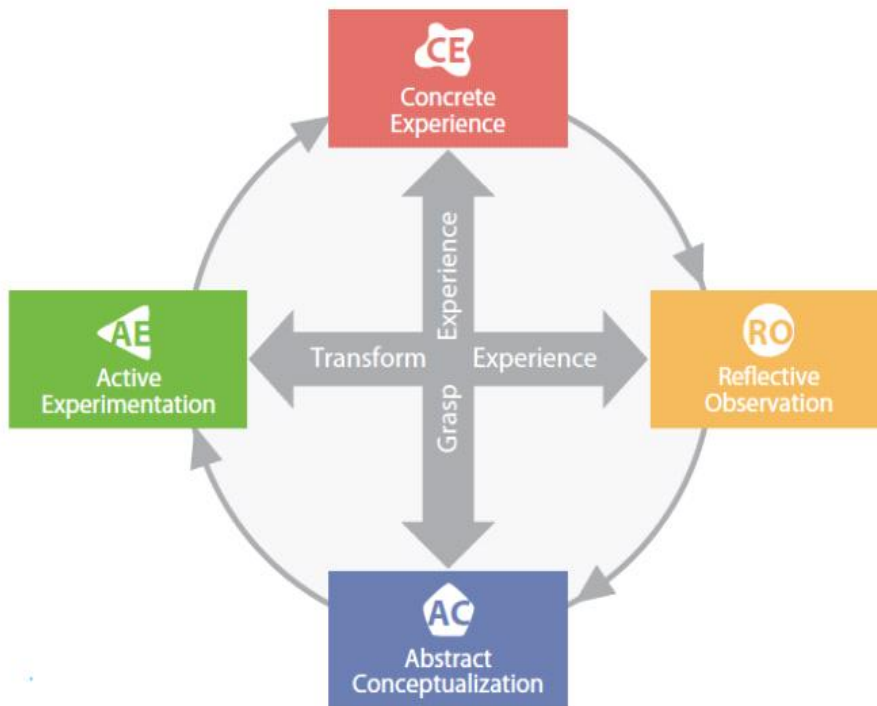 CE
Concrete
Experience
AE
Active
Experimentation
Transform Experience
Grasp Experience
RO
Reflective
Observation
AC
Abstract
Conceptualization